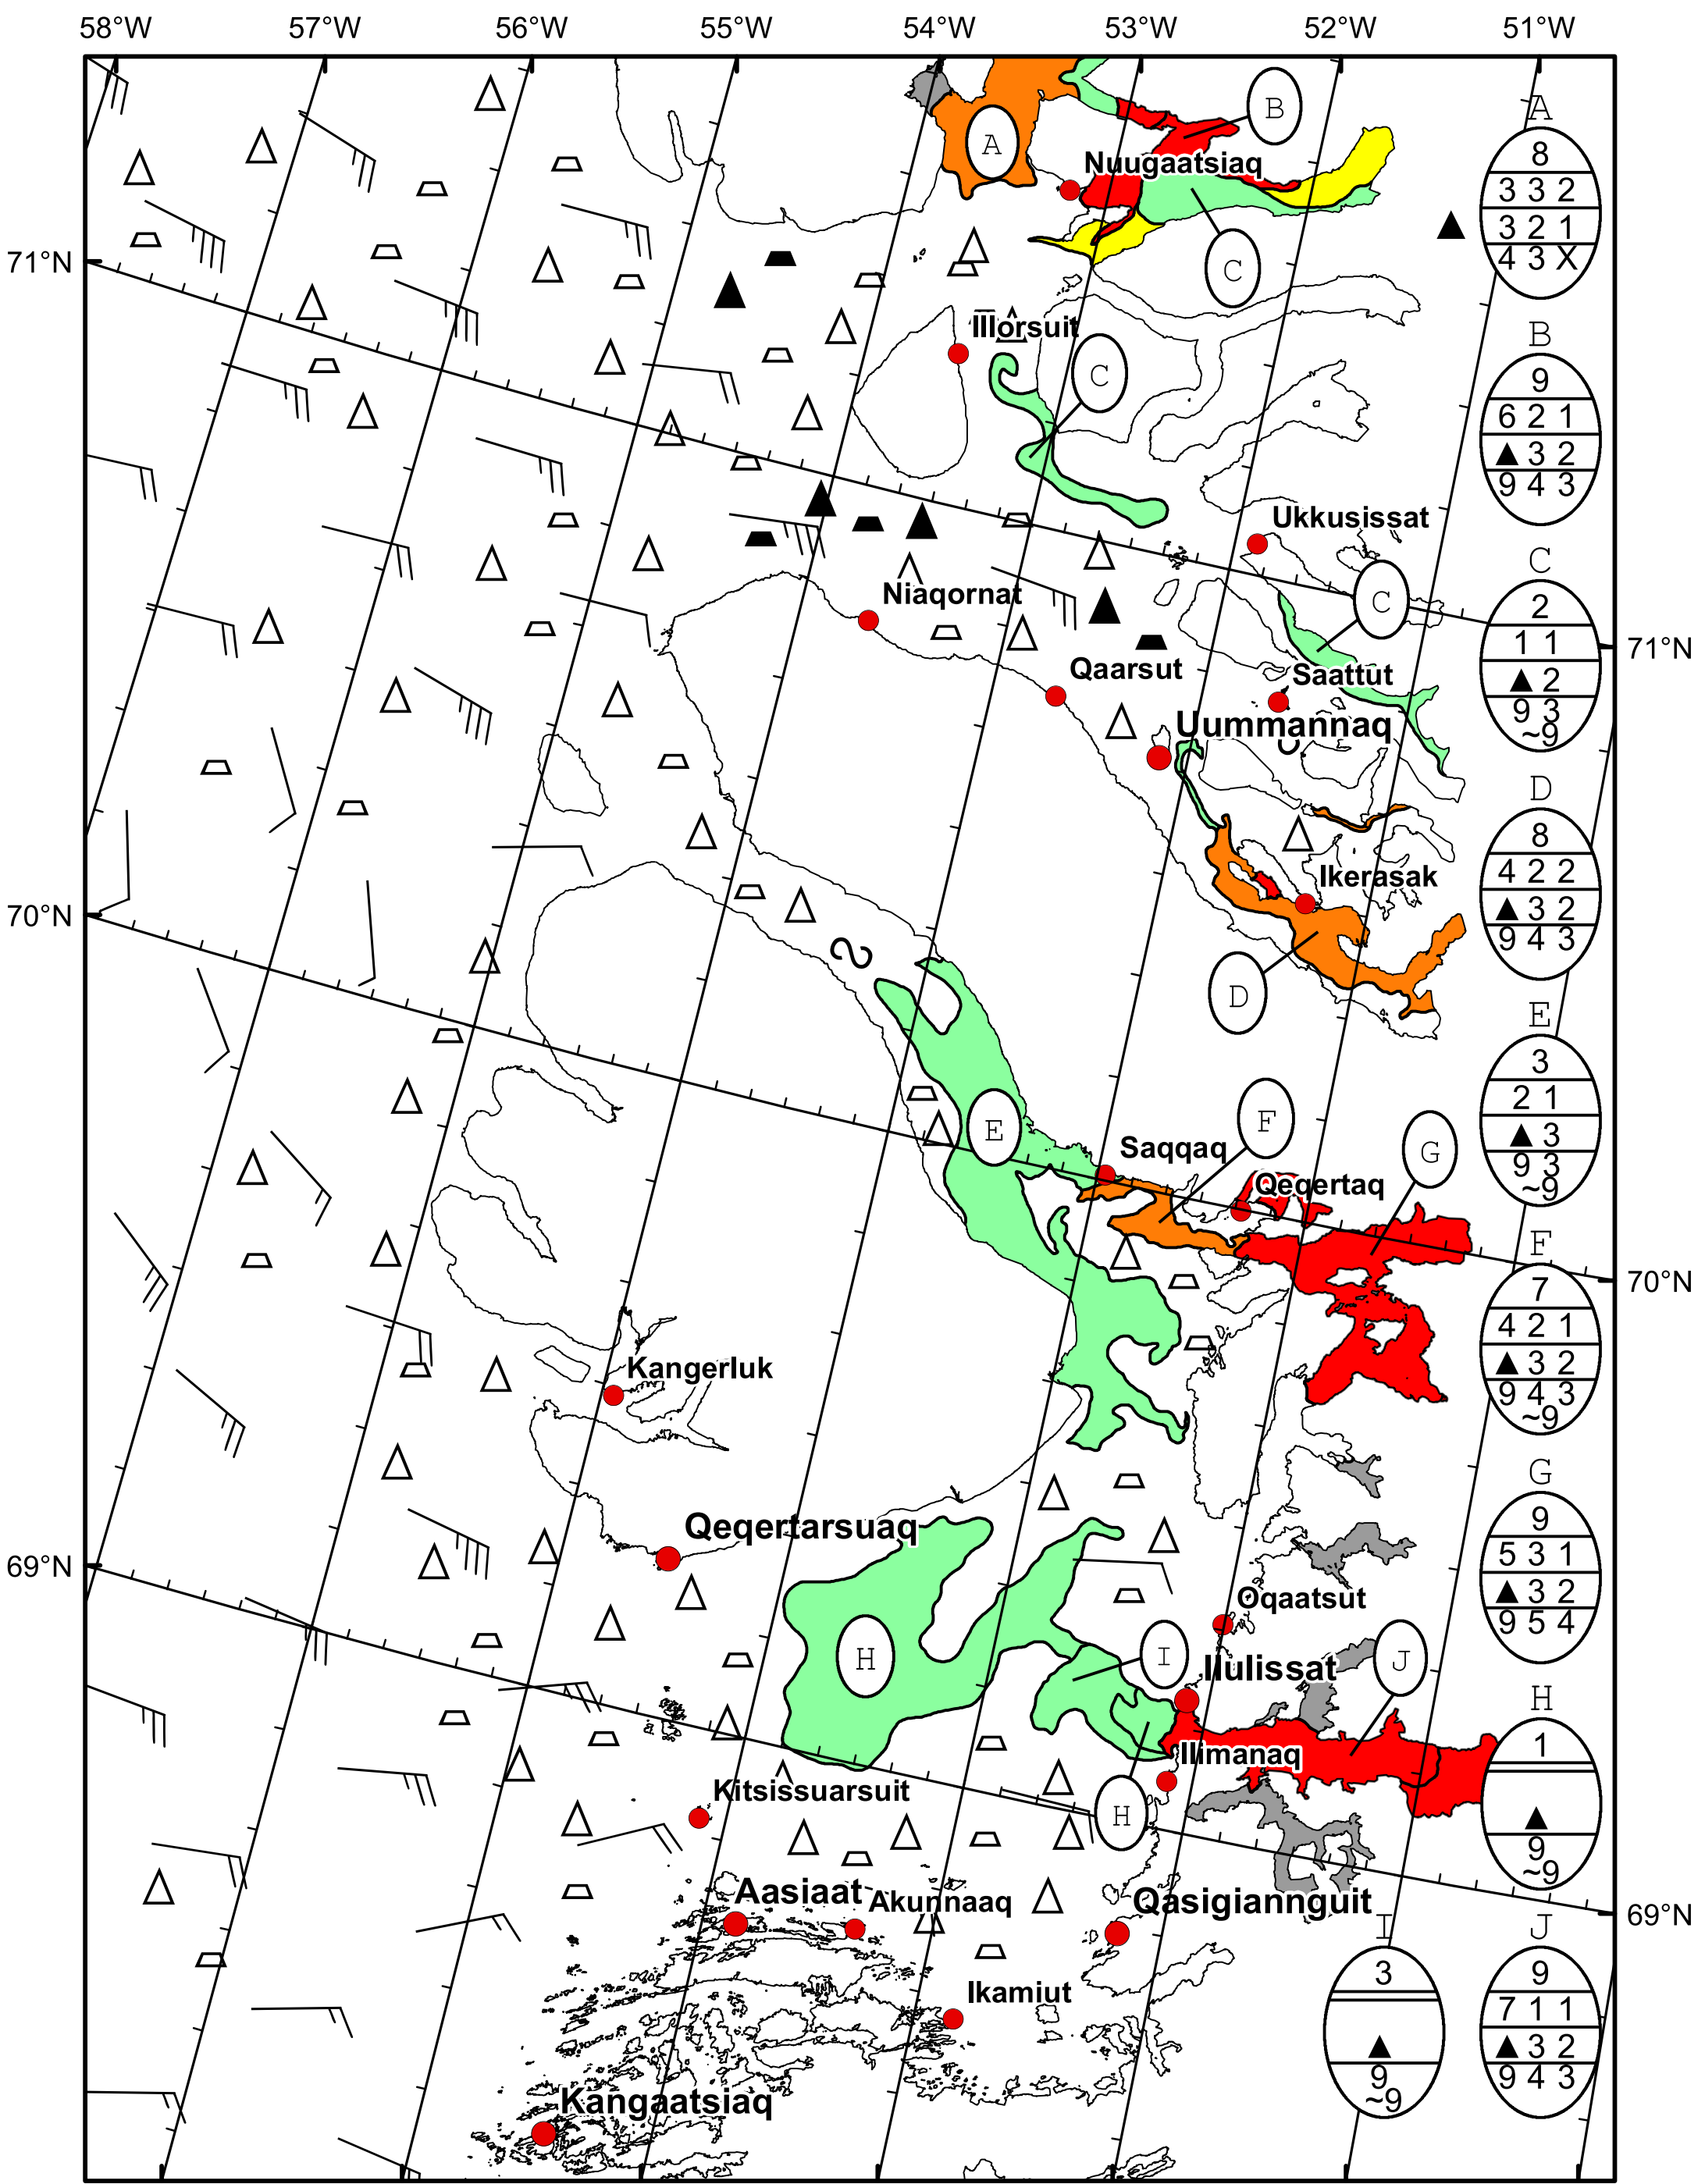 58°W 57°W 56°W 55°W 54°W 53°W 52°W 51°W
A
B
A
8
Nuugaatsiaq
3 3 2
3 2 1
4 3 X
71°N
C
Illorsuit
B
C
9
6 2 1
3 2
9 4 3
Ukkusissat
C
Niaqornat
C
2
1 1
71°N
Qaarsut
Saattut
2
9 3
~9
Uummannaq
D
8
Ikerasak
4 2 2
3 2
9 4 3
70°N
D
E
3
E
F
2 1
Saqqaq
G
3
9 3
~9
Qeqertaq
F
70°N
7
4 2 1
3 2
9 4 3
~9
Kangerluk
G
9
Qeqertarsuaq
5 3 1
69°N
3 2
9 5 4
Oqaatsut
H
I
Ilulissat
J
H
1
Ilimanaq
Kitsissuarsuit
H
9
~9
Aasiaat
Akunnaaq
Qasigiannguit
69°N
I
J
3
9
Ikamiut
7 1 1
3 2
9
~9
9 4 3
Kangaatsiaq